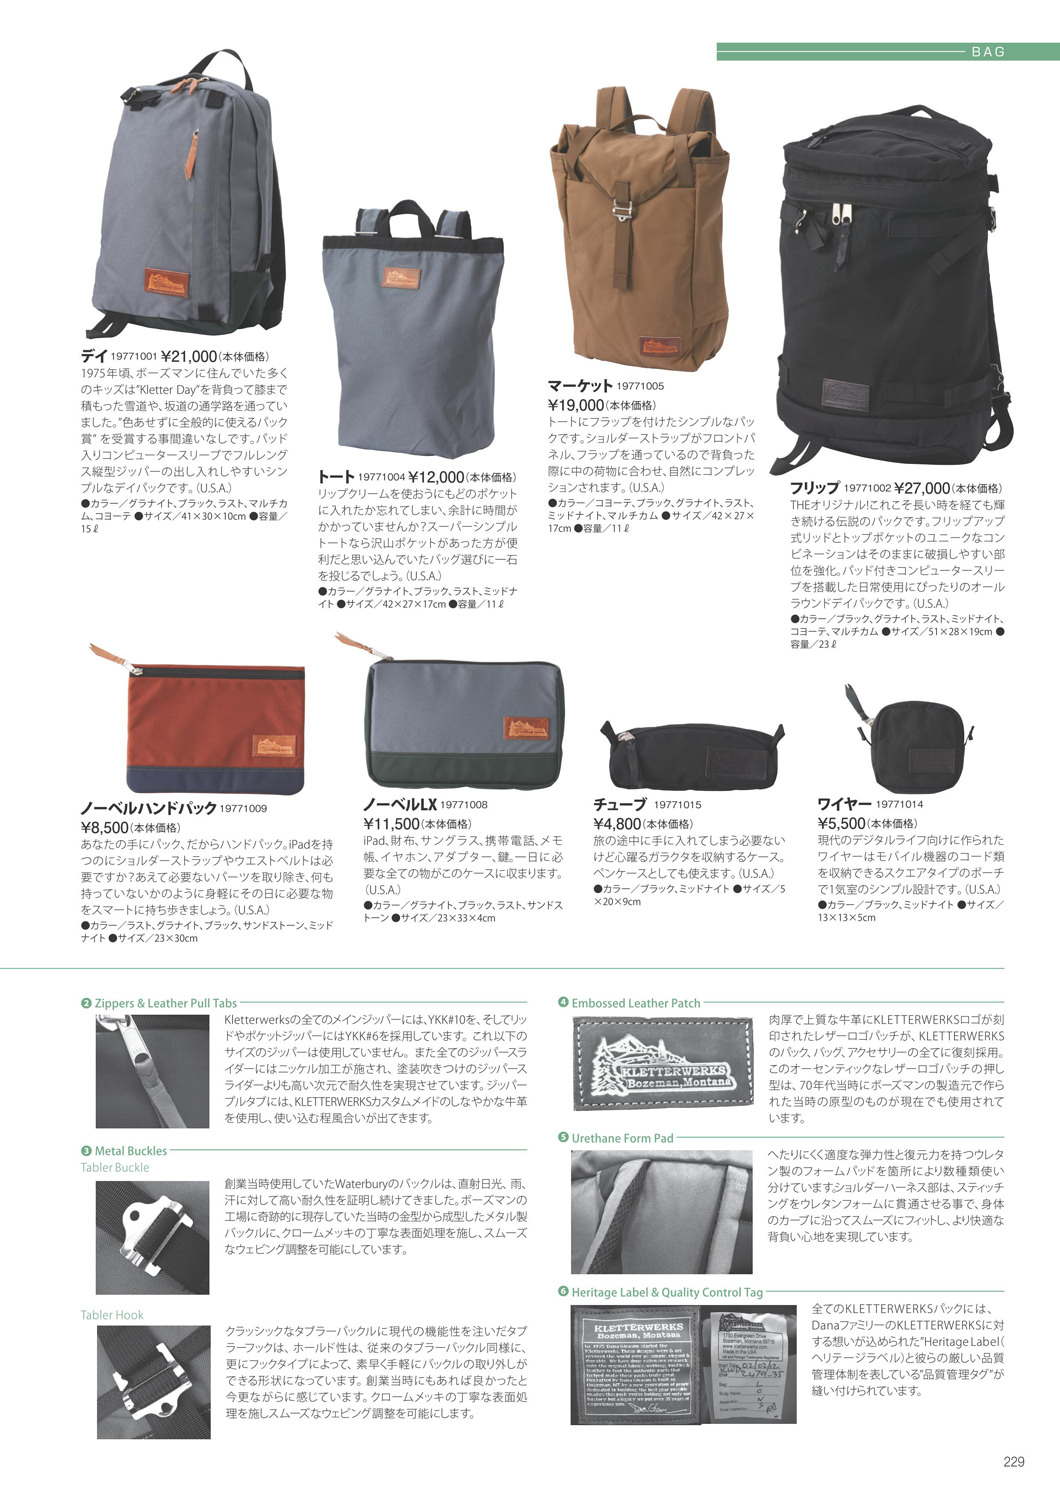 BAG
デイ 19771001 ¥21,000(本体価格)
1975年頃、ボーズマンに住んでいた多く
のキッズは"Kletter Day"を背負って膝まで
積もった雪道や、坂道の通学路を通ってい
ました。"色あせずに全般的に使えるパック
賞" を受賞する事間違いなしです。パッド
入りコンピュータースリーブでフルレング
ス縦型ジッパーの出し入れしやすいシン
プルなデイパックです。(U.S.A.)
●カラー／グラナイト、ブラック、ラスト、マルチカ
ム、コヨーテ ●サイズ／41×30×10cm ●容量／
15ℓ
トート 19771004 ¥12,000(本体価格)
リップクリームを使おうにもどのポケット
に入れたか忘れてしまい、余計に時間が
かかっていませんか？スーパーシンプル
トートなら沢山ポケットがあった方が便
利だと思い込んでいたバッグ選びに一石
を投じるでしょう。(U.S.A.)
●カラー／グラナイト、ブラック、ラスト、ミッドナ
イト ●サイズ／42×27×17cm ●容量／11ℓ
マーケット 19771005
¥19,000(本体価格)
トートにフラップを付けたシンプルなパッ
クです。ショルダーストラップがフロントパ
ネル、フラップを通っているので背負った
際に中の荷物に合わせ、自然にコンプレッ
ションされます。(U.S.A.)
●カラー／コヨーテ、ブラック、グラナイト、ラスト、
ミッドナイト、マルチカム ●サイズ／42×27×
17cm ●容量／11ℓ
フリップ 19771002 ¥27,000(本体価格)
THEオリジナル！これこそ長い時を経ても輝
き続ける伝説のパックです。フリップアップ
式リッドとトップポケットのユニークなコン
ビネーションはそのままに破損しやすい部
位を強化。パッド付きコンピュータースリー
ブを搭載した日常使用にぴったりのオール
ラウンドデイパックです。(U.S.A.)
●カラー／ブラック、グラナイト、ラスト、ミッドナイト、
コヨーテ、マルチカム ●サイズ／51×28×19cm ●
容量／23ℓ
ノーベルハンドパック 19771009
¥8,500(本体価格)
あなたの手にパック、だからハンドパック。iPadを持
つのにショルダーストラップやウエストベルトは必
要ですか？あえて必要ないパーツを取り除き、何も
持っていないかのように身軽にその日に必要な物
をスマートに持ち歩きましょう。(U.S.A.)
●カラー／ラスト、グラナイト、ブラック、サンドストーン、ミッド
ナイト ●サイズ／23×30cm
ノーベルLX 19771008
¥11,500(本体価格)
iPad、財布、サングラス、携帯電話、メモ
帳、イヤホン、アダプター、鍵。一日に必
要な全ての物がこのケースに収まります。
(U.S.A.)
●カラー／グラナイト、ブラック、ラスト、サンドス
トーン ●サイズ／23×33×4cm
チューブ 19771015
¥4,800(本体価格)
旅の途中に手に入れてしまう必要ない
けど心躍るガラクタを収納するケース。
ペンケースとしても使えます。(U.S.A.)
●カラー／ブラック、ミッドナイト ●サイズ／5
×20×9cm
ワイヤー 19771014
¥5,500(本体価格)
現代のデジタルライフ向けに作られた
ワイヤーはモバイル機器のコード類
を収納できるスクエアタイプのポーチ
で1気室のシンプル設計です。(U.S.A.)
●カラー／ブラック、ミッドナイト ●サイズ／
13×13×5cm
❷ Zippers & Leather Pull Tabs
Kletterwerksの全てのメインジッパーには、YKK#10を、そしてリッ
ドやポケットジッパーにはYKK#6を採用しています。これ以下の
サイズのジッパーは使用していません。また全てのジッパースラ
イダーにはニッケル加工が施され、塗装吹きつけのジッパース
ライダーよりも高い次元で耐久性を実現させています。ジッパー
プルタブには、KLETTERWERKSカスタムメイドのしなやかな牛革
を使用し、使い込む程風合いが出てきます。
❸ Metal Buckles
Tabler Buckle
創業当時使用していたWaterburyのバックルは、直射日光、雨、
汗に対して高い耐久性を証明し続けてきました。ボーズマンの
工場に奇跡的に現存していた当時の金型から成型したメタル製
バックルに、クロームメッキの丁寧な表面処理を施し、スムーズ
なウェビング調整を可能にしています。
Tabler Hook
クラッシックなタブラーバックルに現代の機能性を注いだタブ
ラーフックは、ホールド性は、従来のタブラーバックル同様に、
更にフックタイプによって、素早く手軽にバックルの取り外しが
できる形状になっています。創業当時にもあれば良かったと
今更ながらに感じています。クロームメッキの丁寧な表面処
理を施しスムーズなウェビング調整を可能にします。
❹ Embossed Leather Patch
KLETTERWERKS
Bozeman, Montana
肉厚で上質な牛革にKLETTERWERKSロゴが刻
印されたレザーロゴパッチが、KLETTERWERKS
のパック、バッグ、アクセサリーの全てに復刻採用。
このオーセンティックなレザーロゴパッチの押し
型は、70年代当時にボーズマンの製造元で作ら
れた当時の原型のものが現在でも使用されて
います。
❺ Urethane Form Pad
へたりにくく適度な弾力性と復元力を持つウレタ
ン製のフォームパッドを箇所により数種類使い
分けています。ショルダーハーネス部は、スティッチ
ングをウレタンフォームに貫通させる事で、身体
のカーブに沿ってスムーズにフィットし、より快適な
背負い心地を実現しています。
❻ Heritage Label & Quality Control Tag
KLETTERWERKS
Bozeman, Montana
全てのKLETTERWERKSパックには、
DanaファミリーのKLETTERWERKSに対
する想いが込められた"Heritage Label(
ヘリテージラベル)と彼らの厳しい品質
管理体制を表している"品質管理タグ"が
縫い付けられています。
229